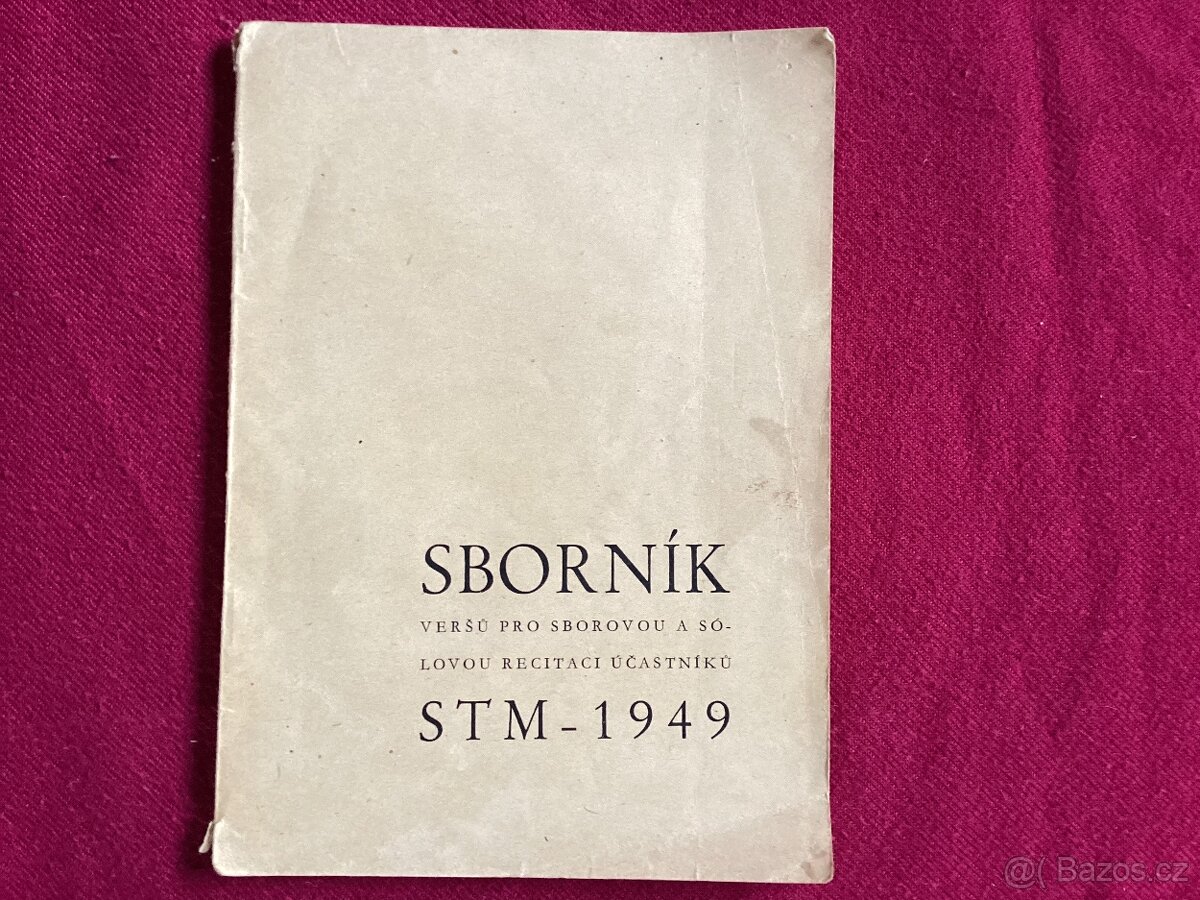 SBORNÍK
VERŠŮ PRO SBOROVOU A SÓ-
LOVOU RECITACI ÚČASTNÍKŮ
STM – 1949
@( Bazos.cz